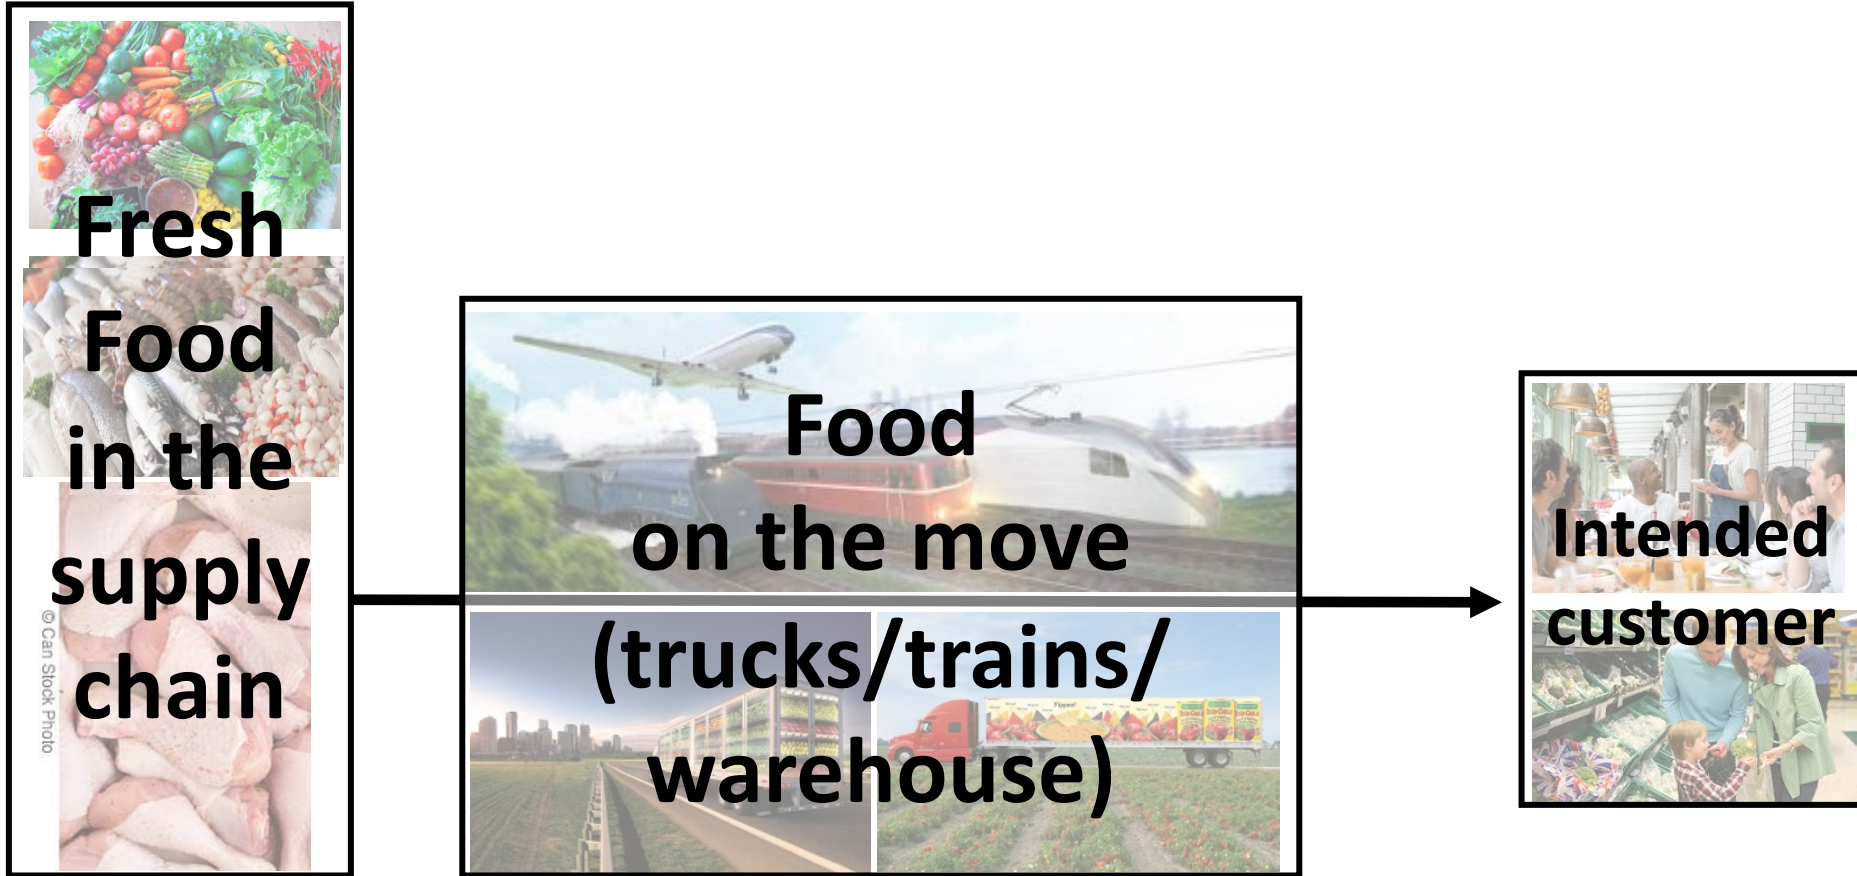 Fresh
Food
in the
supply
chain
© Can Stock Photo
Food
on the move
(trucks/trains/
warehouse)
Intended
customer